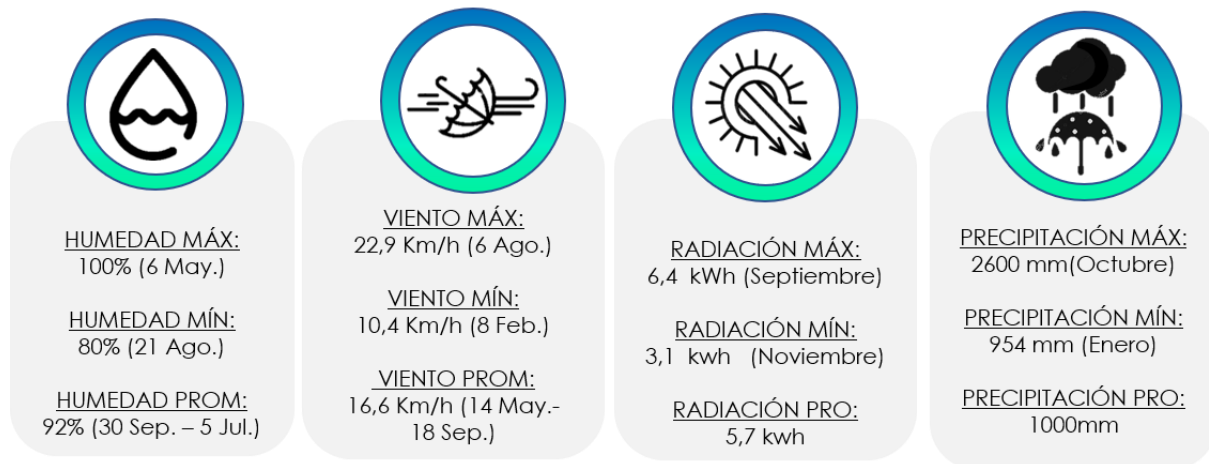 HUMEDAD MÁX:
100% (6 May.)
HUMEDAD MÍN:
80% (21 Ago.)
HUMEDAD PROM:
92% (30 Sep. – 5 Jul.)
VIENTO MÁX:
22,9 Km/h (6 Ago.)
VIENTO MÍN:
10,4 Km/h (8 Feb.)
VIENTO PROM:
16,6 Km/h (14 May.-
18 Sep.)
RADIACIÓN MÁX:
6,4 kWh (Septiembre)
RADIACIÓN MÍN:
3,1 kwh (Noviembre)
RADIACIÓN PRO:
5,7 kwh
PRECIPITACIÓN MÁX:
2600 mm(Octubre)
PRECIPITACIÓN MÍN:
954 mm (Enero)
PRECIPITACIÓN PRO:
1000mm